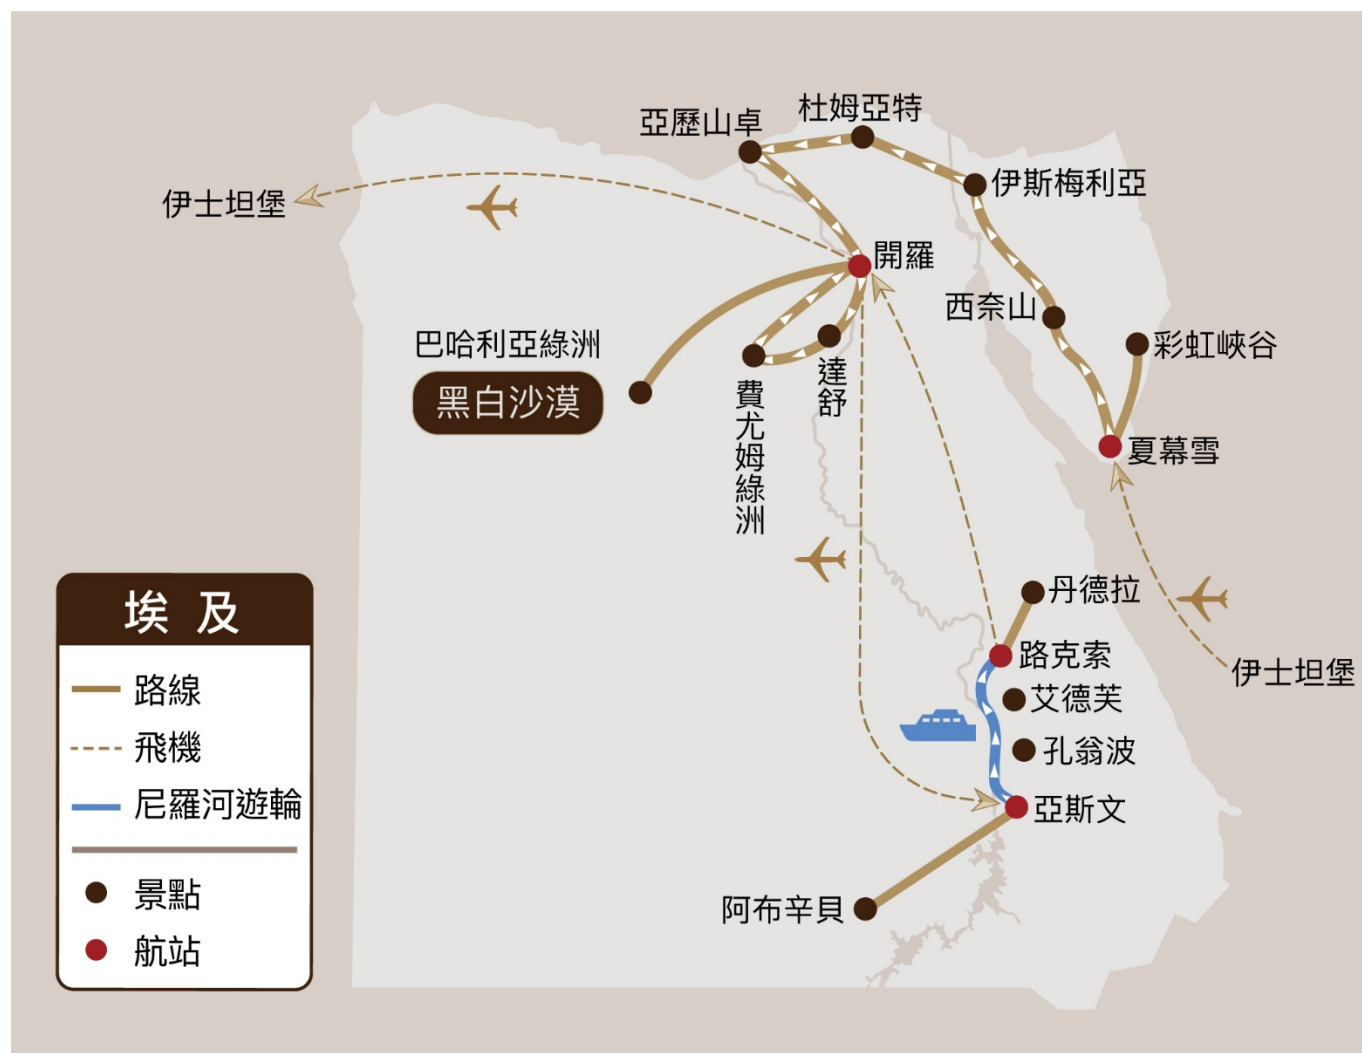 杜姆亞特
亞歷山卓
伊斯梅利亞
伊士坦堡
開羅
西奈山
彩虹峽谷
巴哈利亞綠洲
黑白沙漠
達舒
費尤姆綠洲
夏幕雪
丹德拉
路克索
伊士坦堡
艾德芙
孔翁波
亞斯文
阿布辛貝
埃及
路線
飛機
尼羅河遊輪
景點
航站